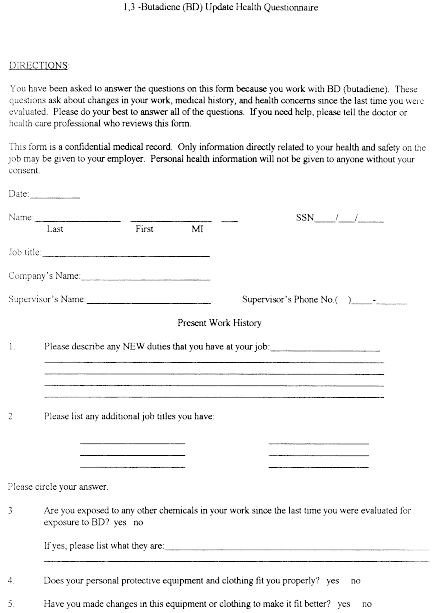 1,3 -Butadiene (BD) Update Health Questionnaire
DIRECTIONS:
You have been asked to answer the questions on this form because you work with BD (butadiene). These
questions ask about changes in your work, medical history, and health concerns since the last time you were
evaluated. Please do your best to answer all of the questions. If you need help, please tell the doctor or
health care professional who reviews this form.
This form is a confidential medical record. Only information directly related to your health and safety on the
job may be given to your employer. Personal health information will not be given to anyone without your
consent.
Date:__________
Name:________________ ________________ ___ SSN____/__/_____
Last First MI
Job title:______________________________
Company's Name:______________________________
Supervisor's Name:______________________________ Supervisor's Phone No.( )____-______
Present Work History
1. Please describe any NEW duties that you have at your job:__________________________
2. Please list any additional job titles you have:
Please circle your answer.
3. Are you exposed to any other chemicals in your work since the last time you were evaluated for
exposure to BD? yes no
If yes, please list what they are:______________________________
4. Does your personal protective equipment and clothing fit you properly? yes no
5. Have you made changes in this equipment or clothing to make it fit better? yes no